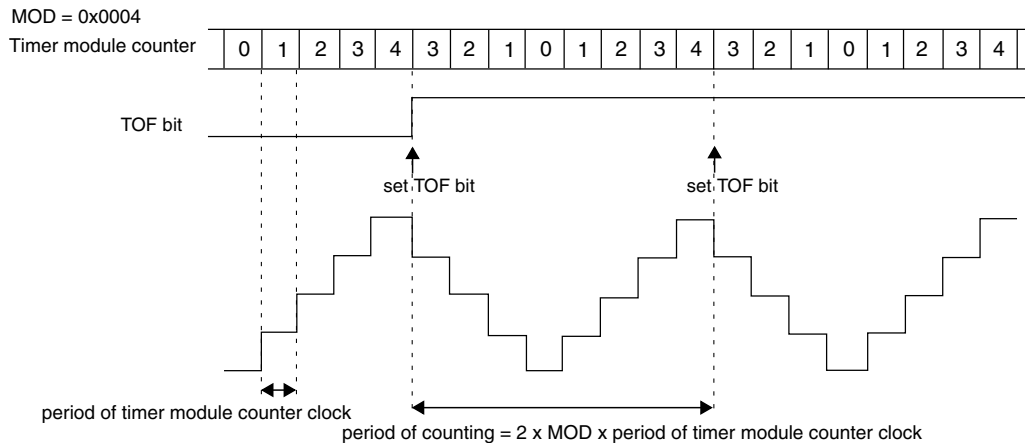 MOD = 0x0004
Timer module counter 0 1 2 3 4 3 2 1 0 1 2 3 4 3 2 1 0 1 2 3 4
TOF bit
set TOF bit set TOF bit
period of timer module counter clock
period of counting = 2 x MOD x period of timer module counter clock